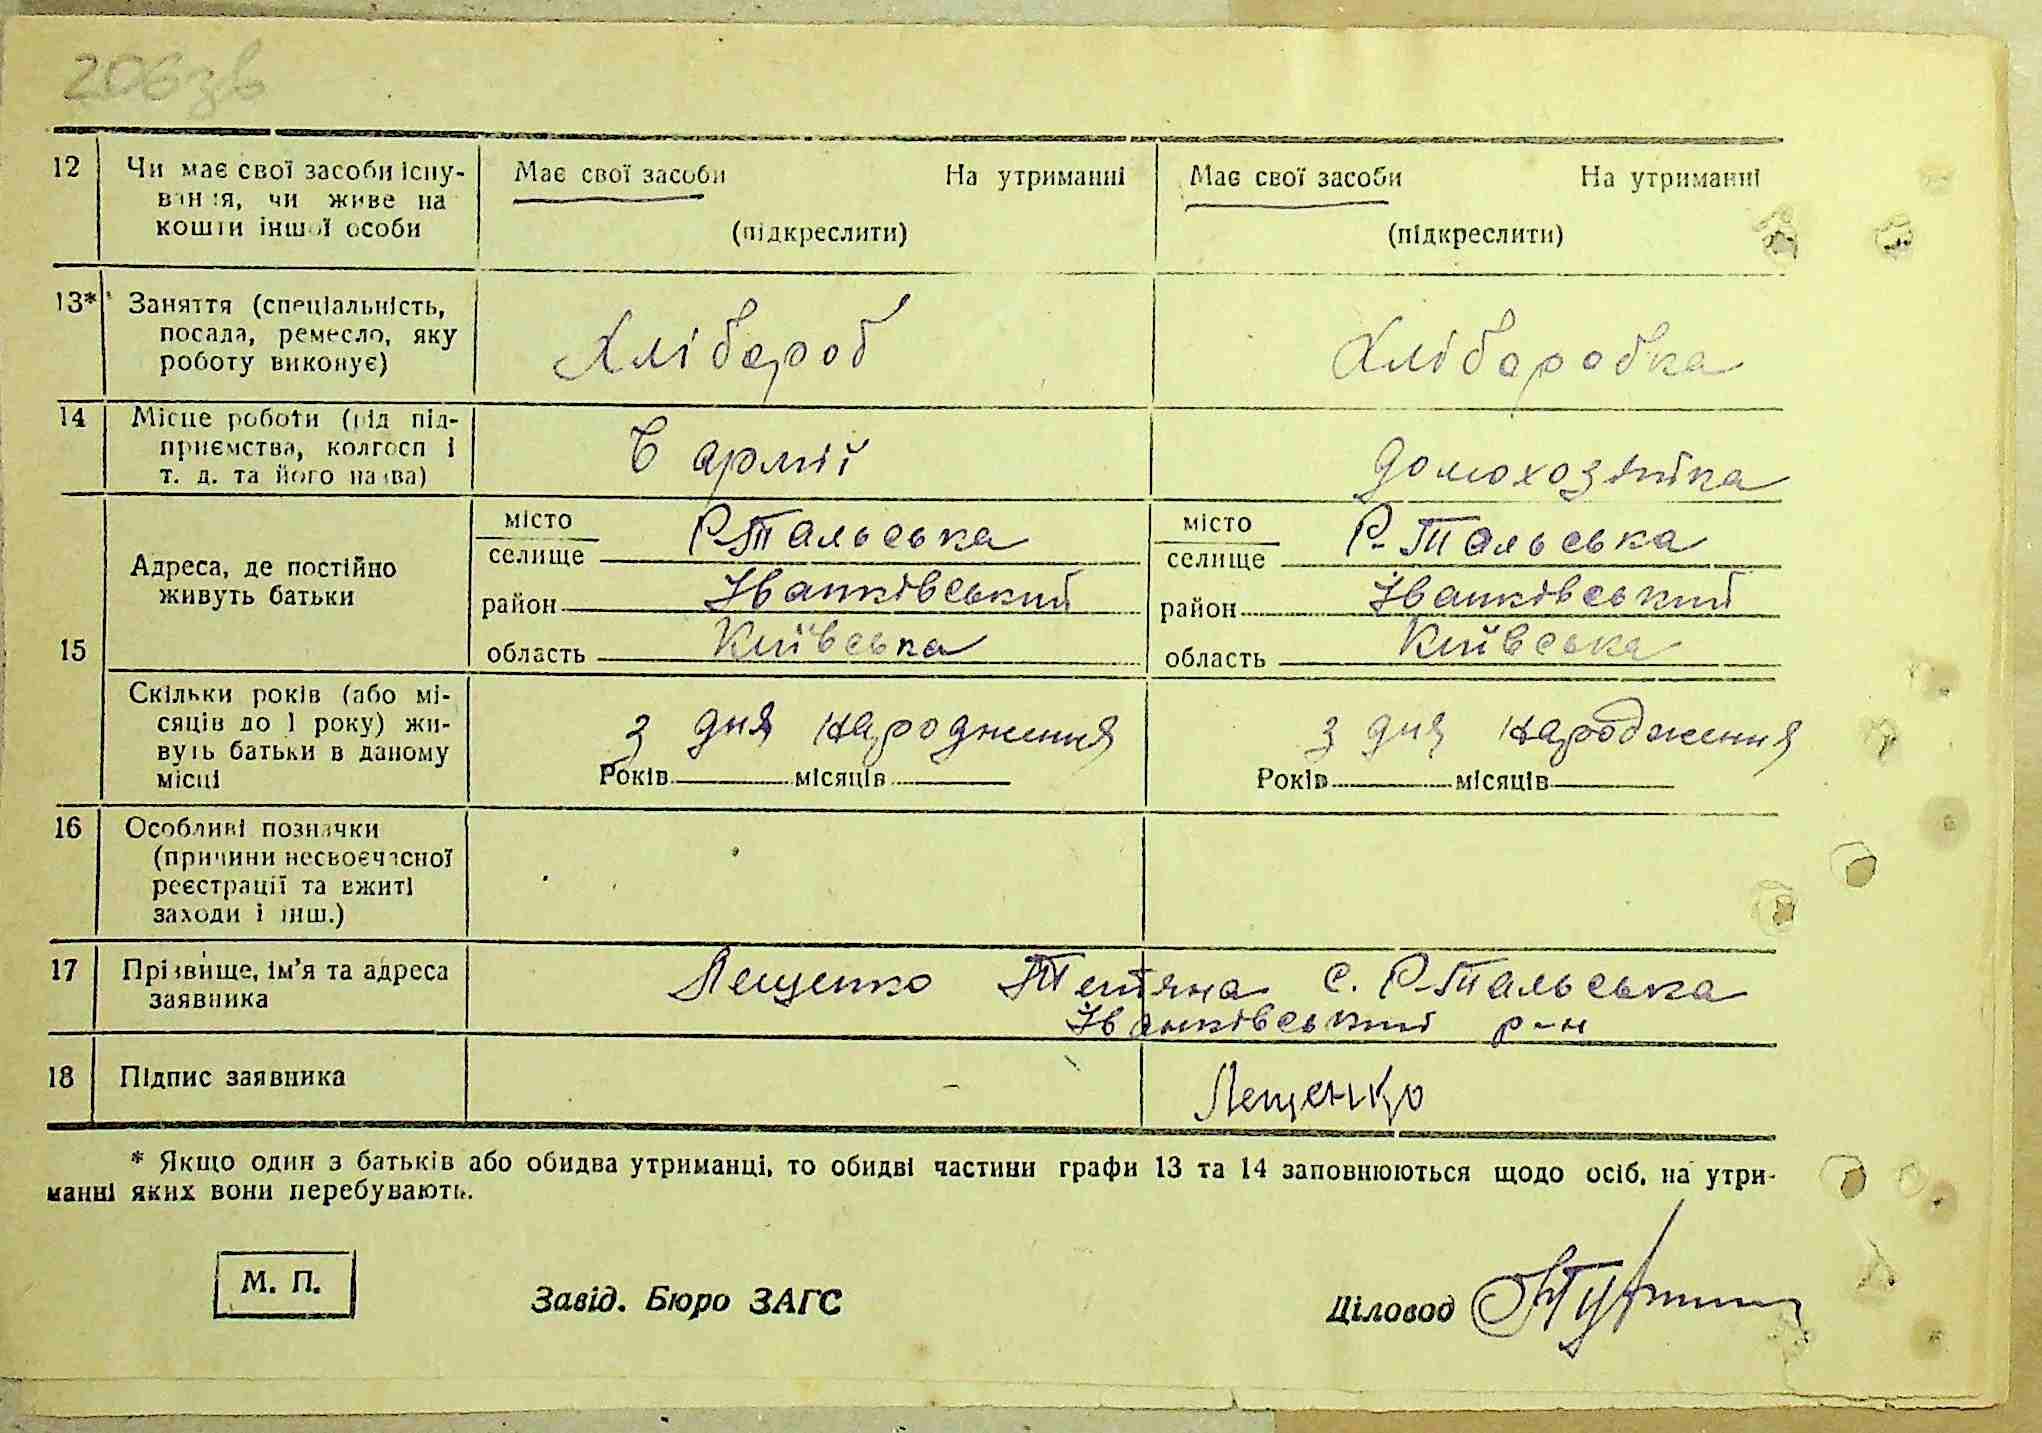 206зв
12 Чи має свої засоби існу- Має свої засоби На утриманні Має свої засоби На утриманні
вання, чи живе на
кошти іншої особи (підкреслити) (підкреслити)
13* Заняття (спеціальність,
посада, ремесло, яку Хлібороб Хліборобка
роботу виконує)
14 Місце роботи (рід під-
приємства, колгосп і В армії домохозяйка
т. д. та його назва)
15 Адреса, де постійно
живуть батьки
місто Р-Тальська місто Р-Тальська
селище селище
район Іванківський район Іванківський
область Київська область Київська
Скільки років (або мі-
сяців до 1 року) жи- з дня народження з дня народження
вуть батьки в даному
місці Років місяців Років місяців
16 Особливі позначки
(причини несвоєчасної
реєстрації та вжиті
заходи і інш.)
17 Прізвище, ім'я та адреса Лещенко Тетяна с. Р-Тальська
заявника Іванківський р-н
18 Підпис заявника Лещенко
* Якщо один з батьків або обидва утриманці, то обидві частини графи 13 та 14 заповнюються щодо осіб, на утри-
манні яких вони перебувають.
М. П. Завід. Бюро ЗАГС Діловод